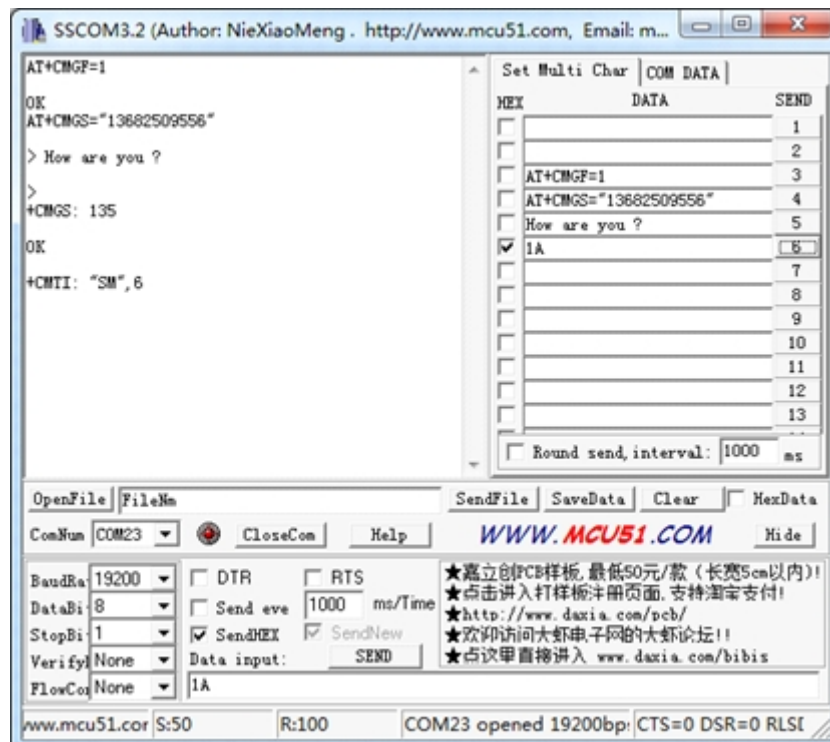 SSCOM3.2 (Author: NieXiaoMeng .  http://www.mcu51.com,  Email: m...
AT+CMGF=1
OK
AT+CMGS="13682509556"
> How are you ?
>
+CMGS: 135
OK
+CMTI: "SM",6
Set Multi Char COM DATA
HEX DATA SEND
1
2
AT+CMGF=1 3
AT+CMGS="13682509556" 4
How are you ? 5
1A 6
7
8
9
10
11
12
13
Round send,interval: 1000 ms
OpenFile FileNm SendFile SaveData Clear HexData
ComNum COM23 CloseCom Help WWW.MCU51.COM Hide
BaudRa 19200 DTR RTS
DataBi 8 Send eve 1000 ms/Time
StopBi 1 SendHEX SendNew
Verifyl None Data input: SEND
FlowCon None 1A
★嘉立创PCB样板,最低50元/款（长宽5cm以内)!
★点击进入打样板注册页面,支持淘宝支付!
★http://www.daxia.com/pcb/
★欢迎访问大虾电子网的大虾论坛!!
★点这里直接进入 www.daxia.com/bibis
www.mcu51.cor S:50 R:100 COM23 opened 19200bp: CTS=0 DSR=0 RLSI